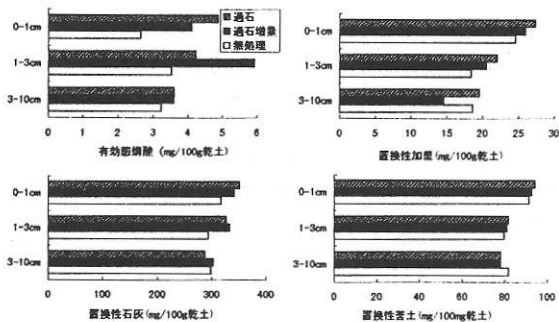 過石
過石増量
無処理
0-1cm
1-3cm
3-10cm
0 1 2 3 4 5 6
有効態燐酸 (mg/100g乾土)
0-1cm
1-3cm
3-10cm
0 5 10 15 20 25 30
置換性加里(mg/100g乾土)
0-1cm
1-3cm
3-10cm
0 100 200 300 400
置換性石灰(mg/100g乾土)
0-1cm
1-3cm
3-10cm
0 20 40 60 80 100
置換性苦土(mg/100mg乾土)